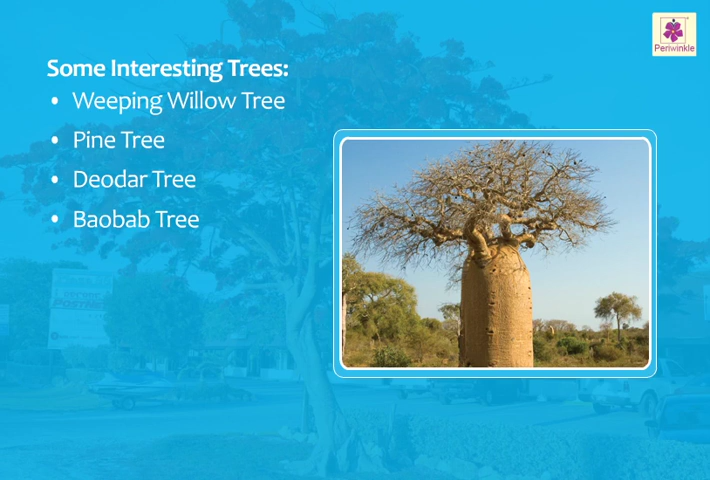 Periwinkle
Some Interesting Trees:
• Weeping Willow Tree
• Pine Tree
• Deodar Tree
• Baobab Tree